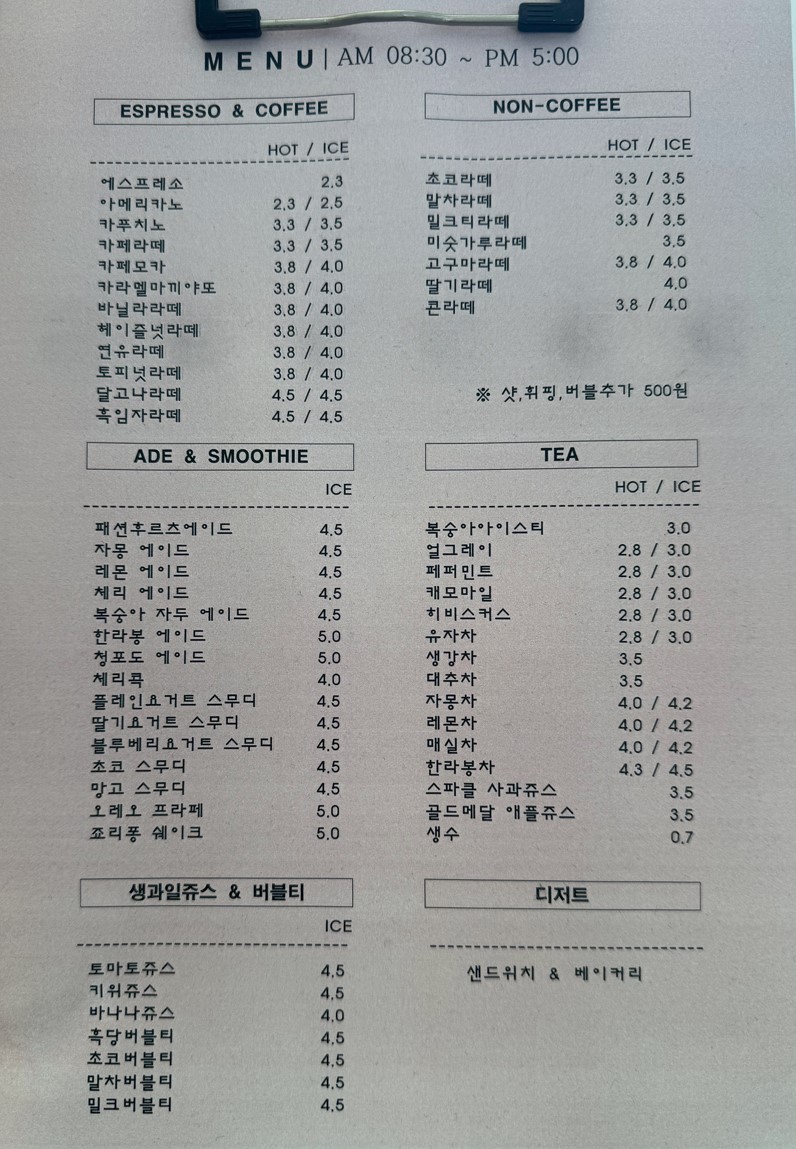 MENU | AM 08:30 ~ PM 5:00
ESPRESSO & COFFEE
HOT / ICE
에스프레소 2.3
아메리카노 2.3 / 2.5
카푸치노 3.3 / 3.5
카페라떼 3.3 / 3.5
카페모카 3.8 / 4.0
카라멜마끼야또 3.8 / 4.0
바닐라라떼 3.8 / 4.0
헤이즐넛라떼 3.8 / 4.0
연유라떼 3.8 / 4.0
토피넛라떼 3.8 / 4.0
달고나라떼 4.5 / 4.5
흑임자라떼 4.5 / 4.5
NON-COFFEE
HOT / ICE
초코라떼 3.3 / 3.5
말차라떼 3.3 / 3.5
밀크티라떼 3.3 / 3.5
미숫가루라떼 3.5
고구마라떼 3.8 / 4.0
딸기라떼 4.0
콘라떼 3.8 / 4.0
※ 샷,휘핑,버블추가 500원
ADE & SMOOTHIE
ICE
패션후르츠에이드 4.5
자몽 에이드 4.5
레몬 에이드 4.5
체리 에이드 4.5
복숭아 자두 에이드 4.5
한라봉 에이드 5.0
청포도 에이드 5.0
체리콕 4.0
플레인요거트 스무디 4.5
딸기요거트 스무디 4.5
블루베리요거트 스무디 4.5
초코 스무디 4.5
망고 스무디 4.5
오레오 프라페 5.0
죠리퐁 쉐이크 5.0
TEA
HOT / ICE
복숭아아이스티 3.0
얼그레이 2.8 / 3.0
페퍼민트 2.8 / 3.0
캐모마일 2.8 / 3.0
히비스커스 2.8 / 3.0
유자차 2.8 / 3.0
생강차 3.5
대추차 3.5
자몽차 4.0 / 4.2
레몬차 4.0 / 4.2
매실차 4.0 / 4.2
한라봉차 4.3 / 4.5
스파클 사과쥬스 3.5
골드메달 애플쥬스 3.5
생수 0.7
생과일쥬스 & 버블티
ICE
토마토쥬스 4.5
키위쥬스 4.5
바나나쥬스 4.0
흑당버블티 4.5
초코버블티 4.5
말차버블티 4.5
밀크버블티 4.5
디저트
샌드위치 & 베이커리